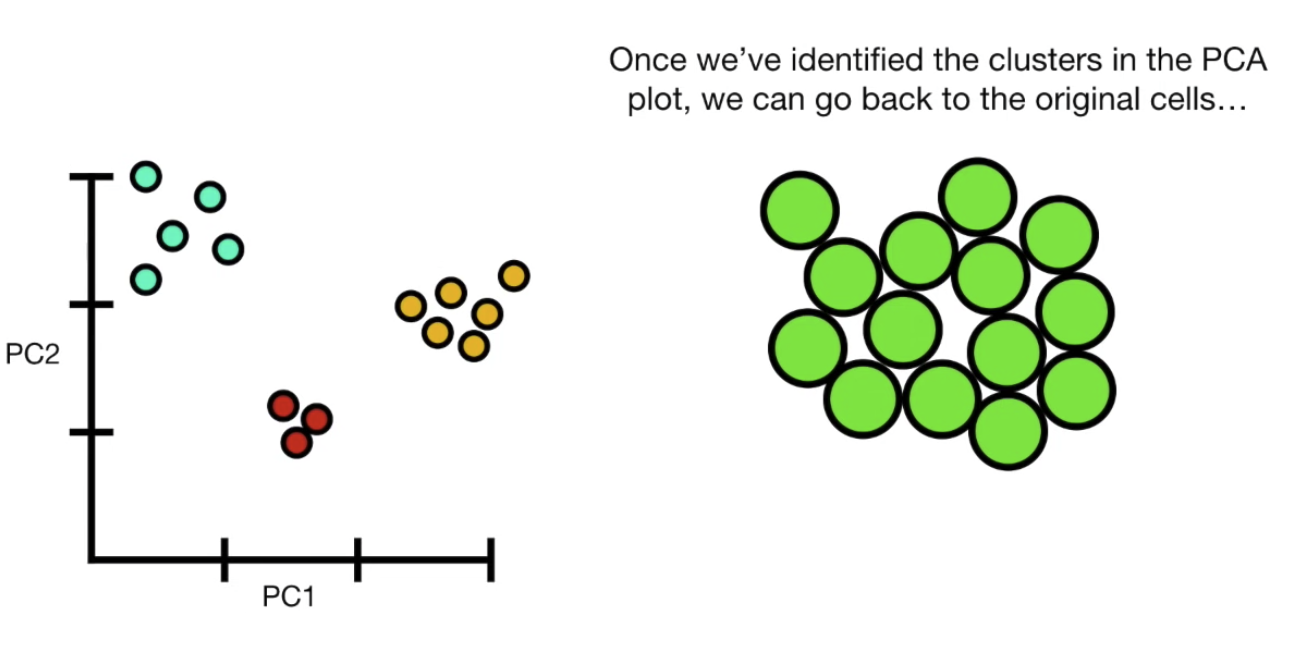 Once we’ve identified the clusters in the PCA
plot, we can go back to the original cells…
PC2
PC1